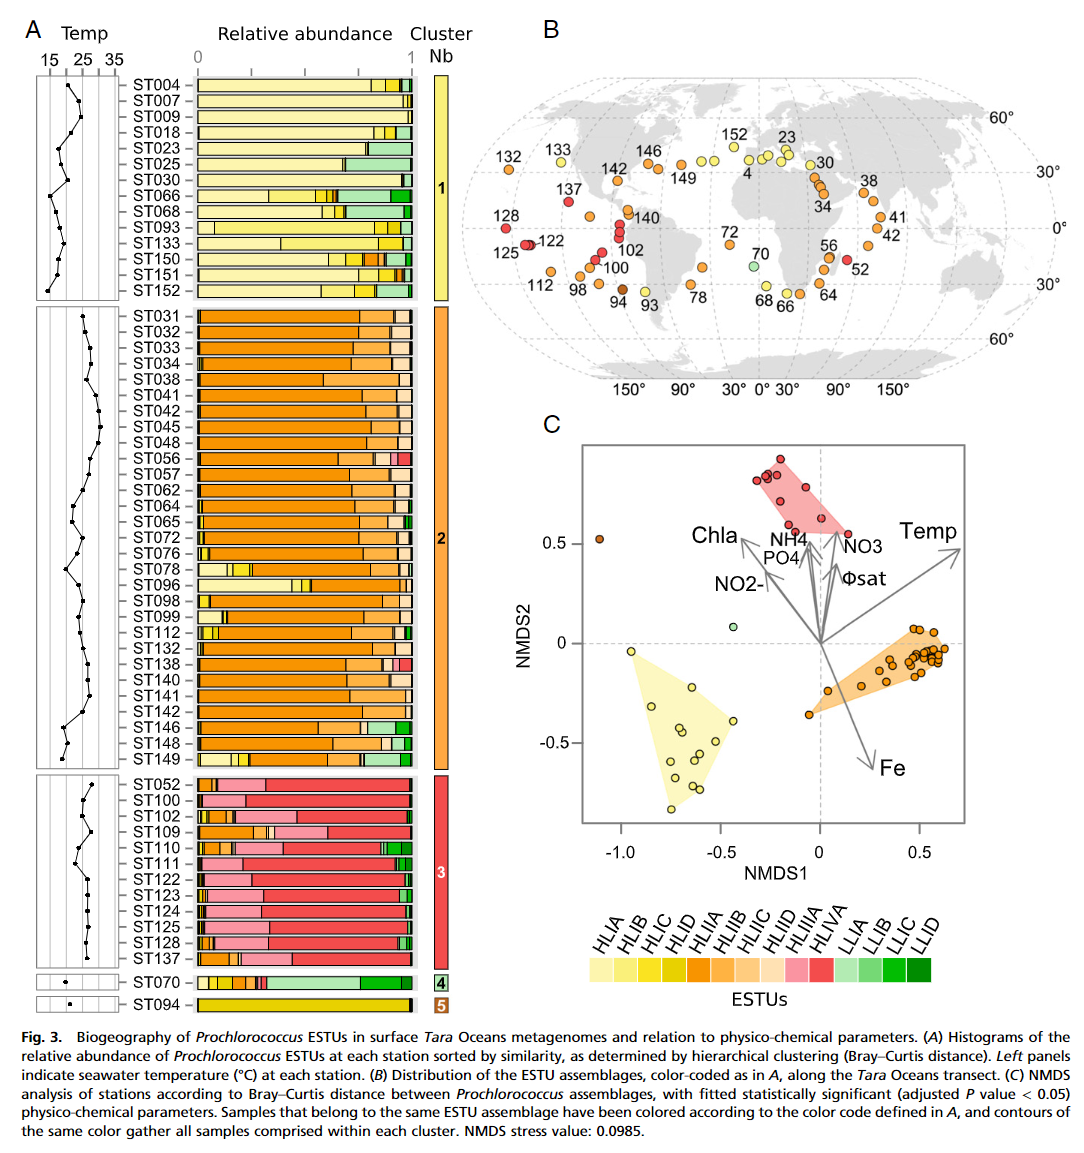 A
Temp
Relative abundance
Cluster
Nb
15 25 35
0 1
ST004
ST007
ST009
ST018
ST023
ST025
ST030
ST066
ST068
ST093
ST133
ST150
ST151
ST152
1
ST031
ST032
ST033
ST034
ST038
ST041
ST042
ST045
ST048
ST056
ST057
ST062
ST064
ST065
ST072
ST076
ST078
ST096
ST098
ST099
ST112
ST132
ST138
ST140
ST141
ST142
ST146
ST148
ST149
2
ST052
ST100
ST102
ST109
ST110
ST111
ST122
ST123
ST124
ST125
ST128
ST137
3
ST070
4
ST094
5
B
60°
30°
0°
30°
60°
150° 90° 30° 0° 30° 90° 150°
132
133
146
152
23
142
149
4
30
137
140
34
38
128
41
42
125
122
102
72
70
56
52
112
98
100
94
93
78
68
66
64
C
NMDS2
0.5
0
-0.5
-1.0 -0.5 0 0.5
NMDS1
Chla
NH4
PO4
NO3
NO2-
Φsat
Temp
Fe
HLIA
HLIB
HLIC
HLID
HLIIA
HLIIB
HLIIC
HLIID
HLIIIA
HLIVA
LLIA
LLIB
LLIC
LLID
ESTUs
Fig. 3. Biogeography of Prochlorococcus ESTUs in surface Tara Oceans metagenomes and relation to physico-chemical parameters. (A) Histograms of the
relative abundance of Prochlorococcus ESTUs at each station sorted by similarity, as determined by hierarchical clustering (Bray–Curtis distance). Left panels
indicate seawater temperature (°C) at each station. (B) Distribution of the ESTU assemblages, color-coded as in A, along the Tara Oceans transect. (C) NMDS
analysis of stations according to Bray–Curtis distance between Prochlorococcus assemblages, with fitted statistically significant (adjusted P value < 0.05)
physico-chemical parameters. Samples that belong to the same ESTU assemblage have been colored according to the color code defined in A, and contours of
the same color gather all samples comprised within each cluster. NMDS stress value: 0.0985.